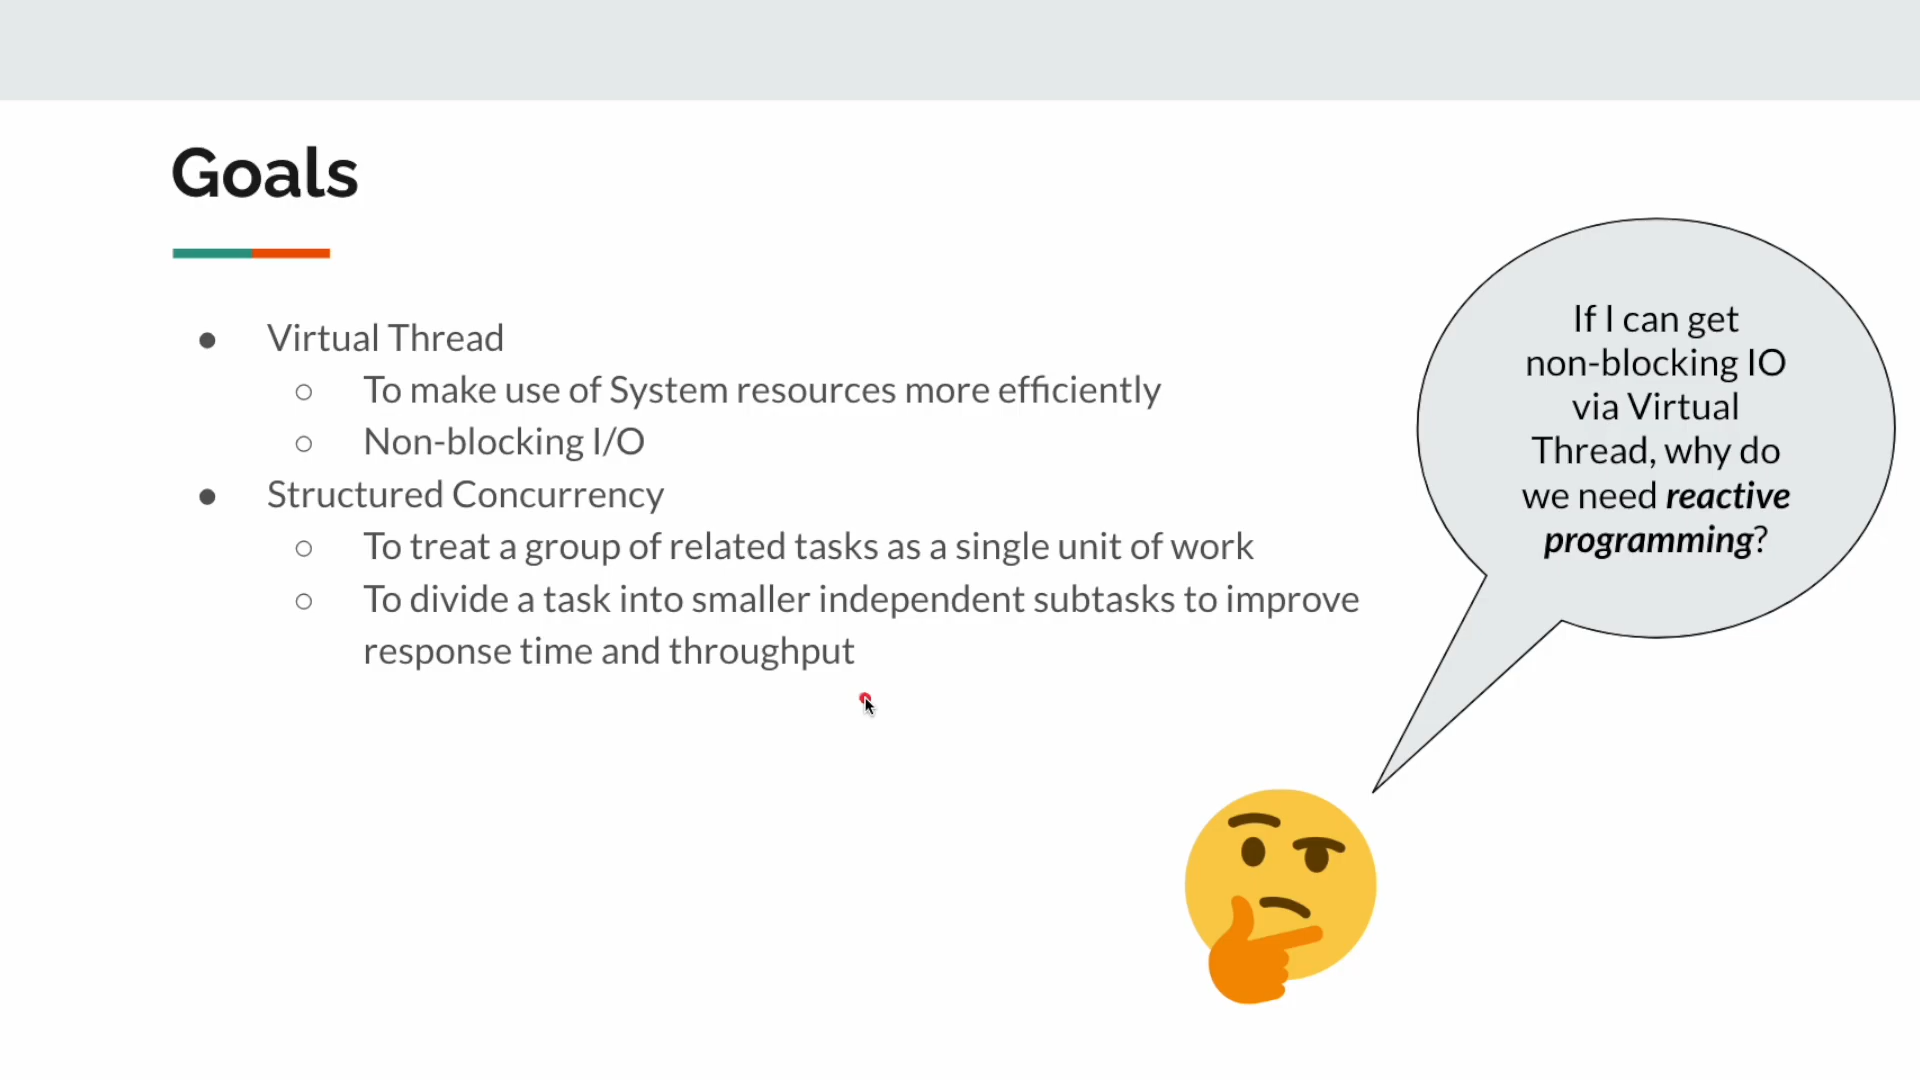 Goals
● Virtual Thread
○ To make use of System resources more efficiently
○ Non-blocking I/O
● Structured Concurrency
○ To treat a group of related tasks as a single unit of work
○ To divide a task into smaller independent subtasks to improve
response time and throughput
If I can get
non-blocking IO
via Virtual
Thread, why do
we need reactive
programming?